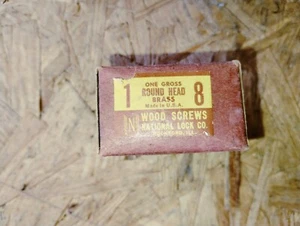 1
ONE GROSS
ROUND HEAD
BRASS
MADE IN U.S.A.
8
WOOD SCREWS
NATIONAL LOCK CO.